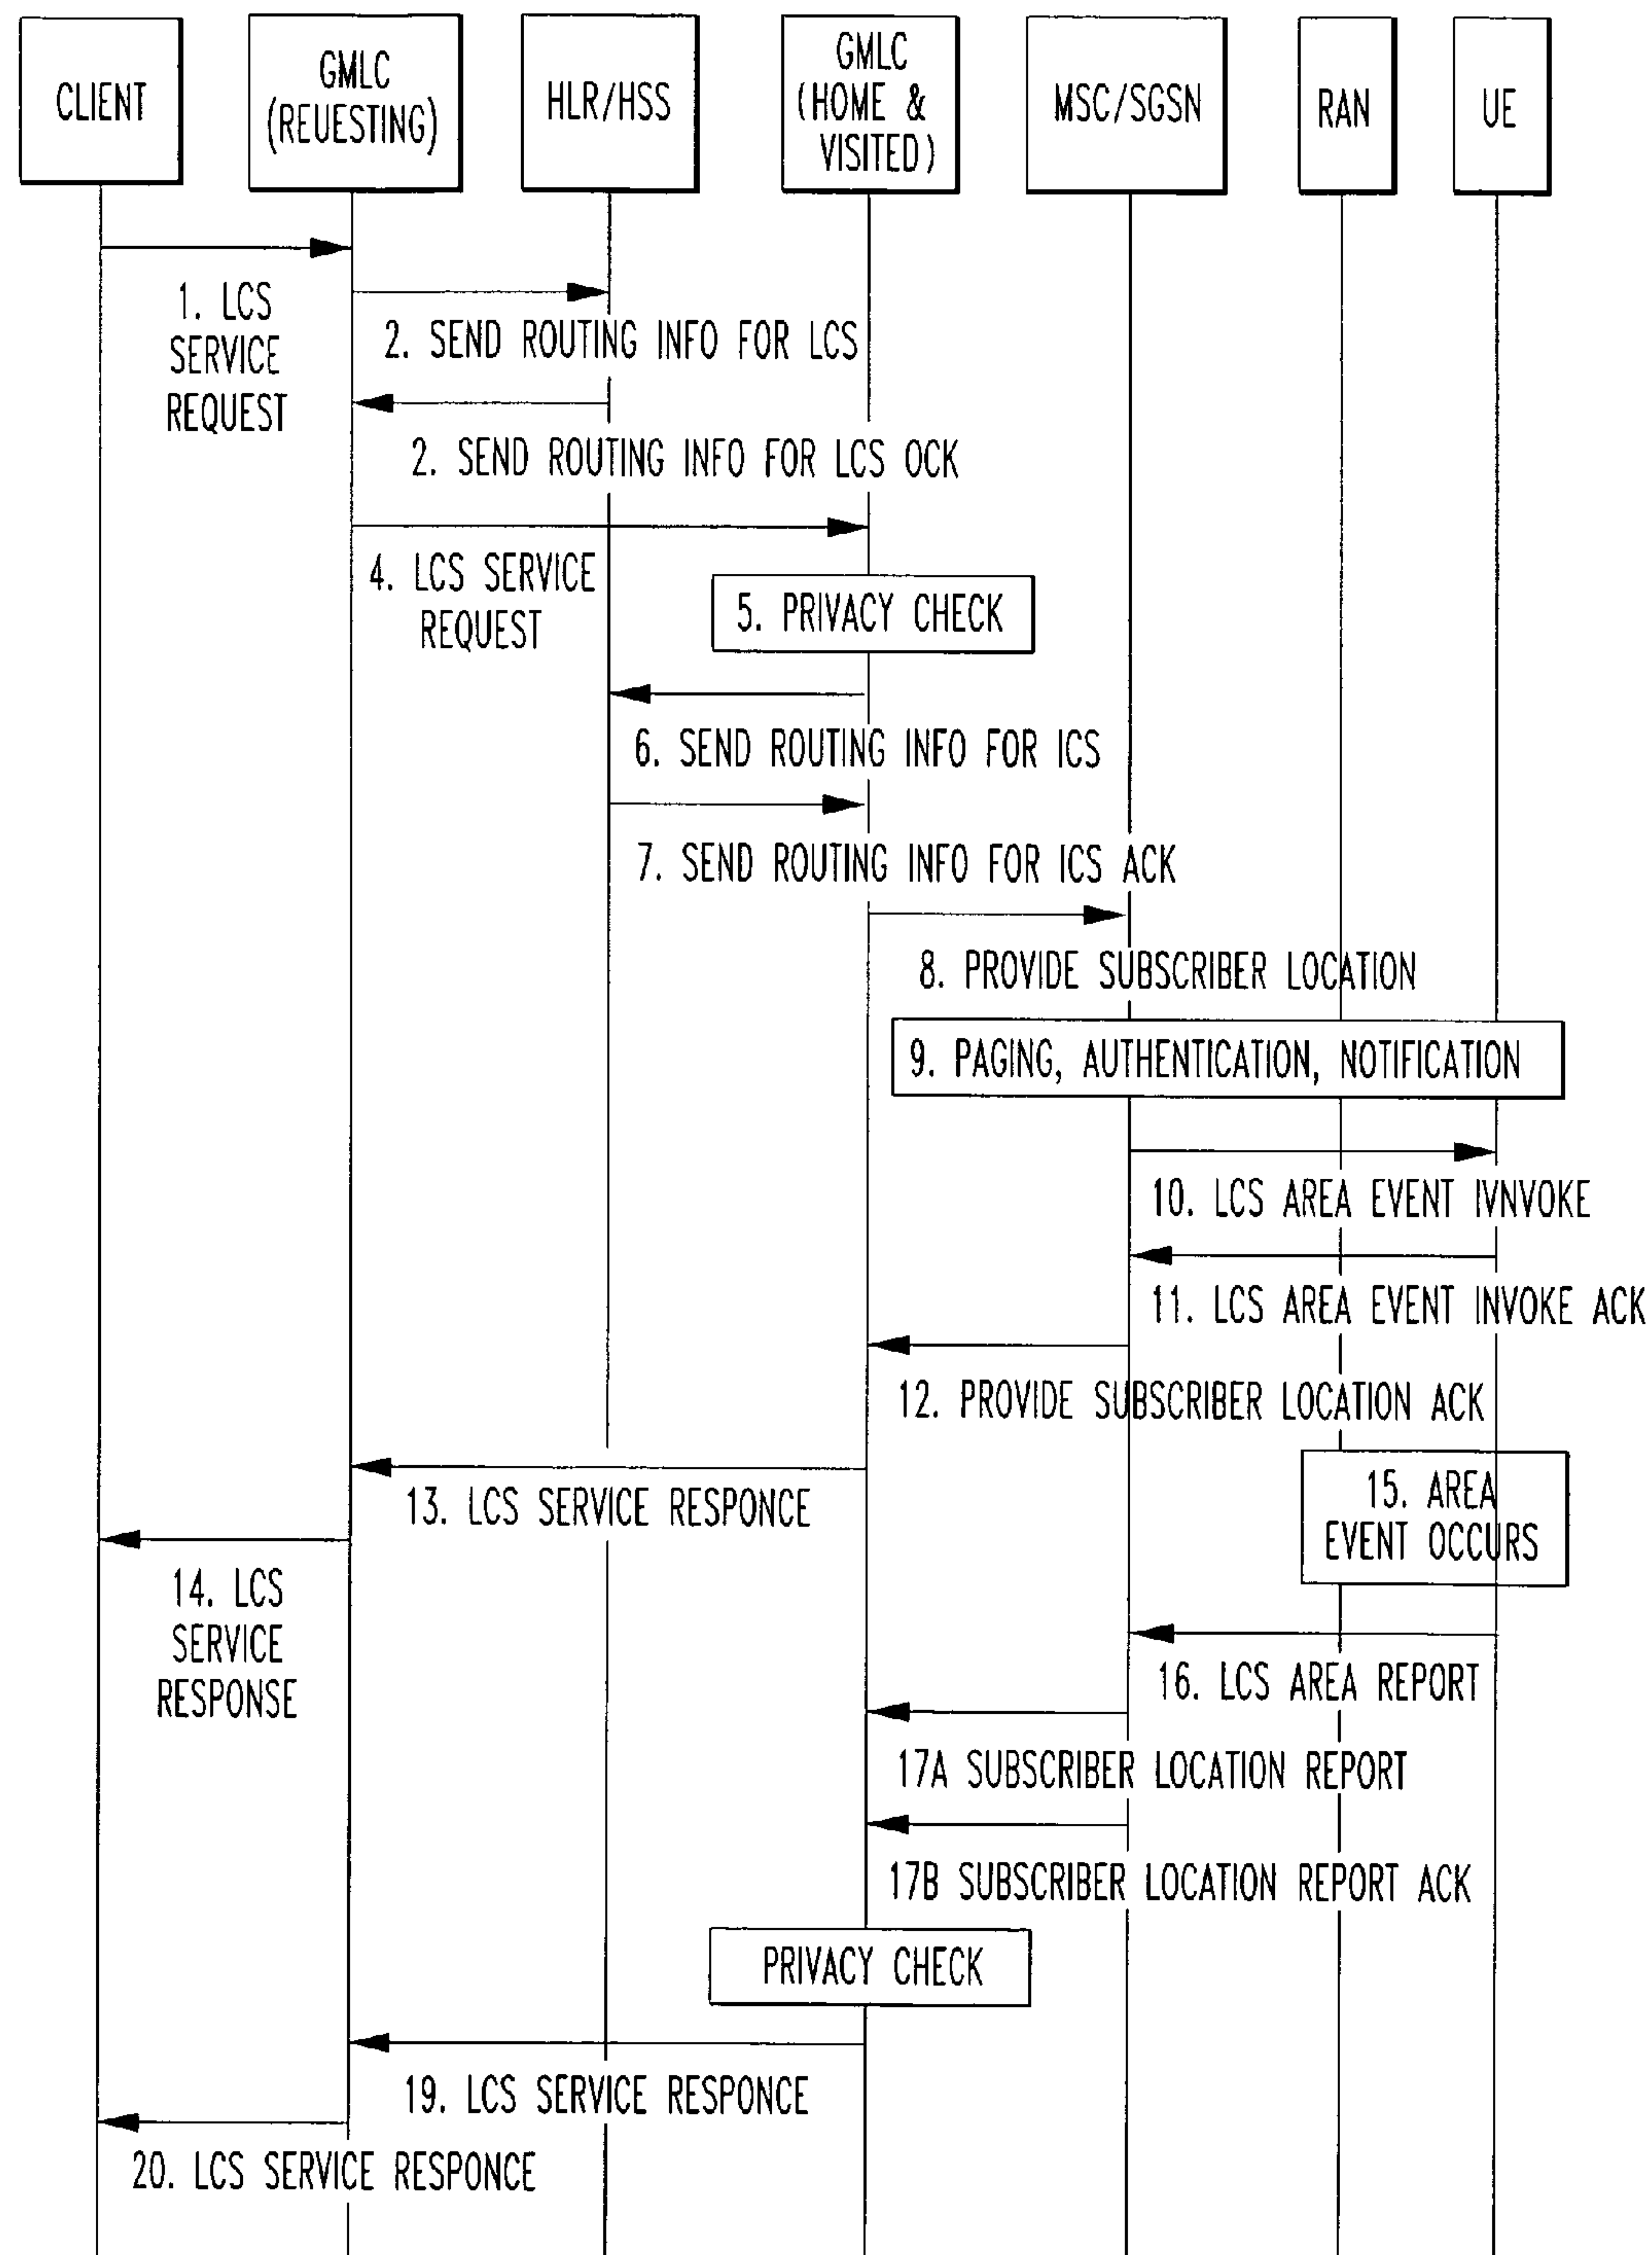 CLIENT
GMLC
(REUESTING)
HLR/HSS
GMLC
(HOME &
VISITED)
MSC/SGSN
RAN
UE
1. LCS
SERVICE
REQUEST
2. SEND ROUTING INFO FOR LCS
2. SEND ROUTING INFO FOR LCS OCK
4. LCS SERVICE
REQUEST
5. PRIVACY CHECK
6. SEND ROUTING INFO FOR ICS
7. SEND ROUTING INFO FOR ICS ACK
8. PROVIDE SUBSCRIBER LOCATION
9. PAGING, AUTHENTICATION, NOTIFICATION
10. LCS AREA EVENT IVNVOKE
11. LCS AREA EVENT INVOKE ACK
12. PROVIDE SUBSCRIBER LOCATION ACK
13. LCS SERVICE RESPONCE
15. AREA
EVENT OCCURS
14. LCS
SERVICE
RESPONSE
16. LCS AREA REPORT
17A SUBSCRIBER LOCATION REPORT
17B SUBSCRIBER LOCATION REPORT ACK
PRIVACY CHECK
19. LCS SERVICE RESPONCE
20. LCS SERVICE RESPONCE